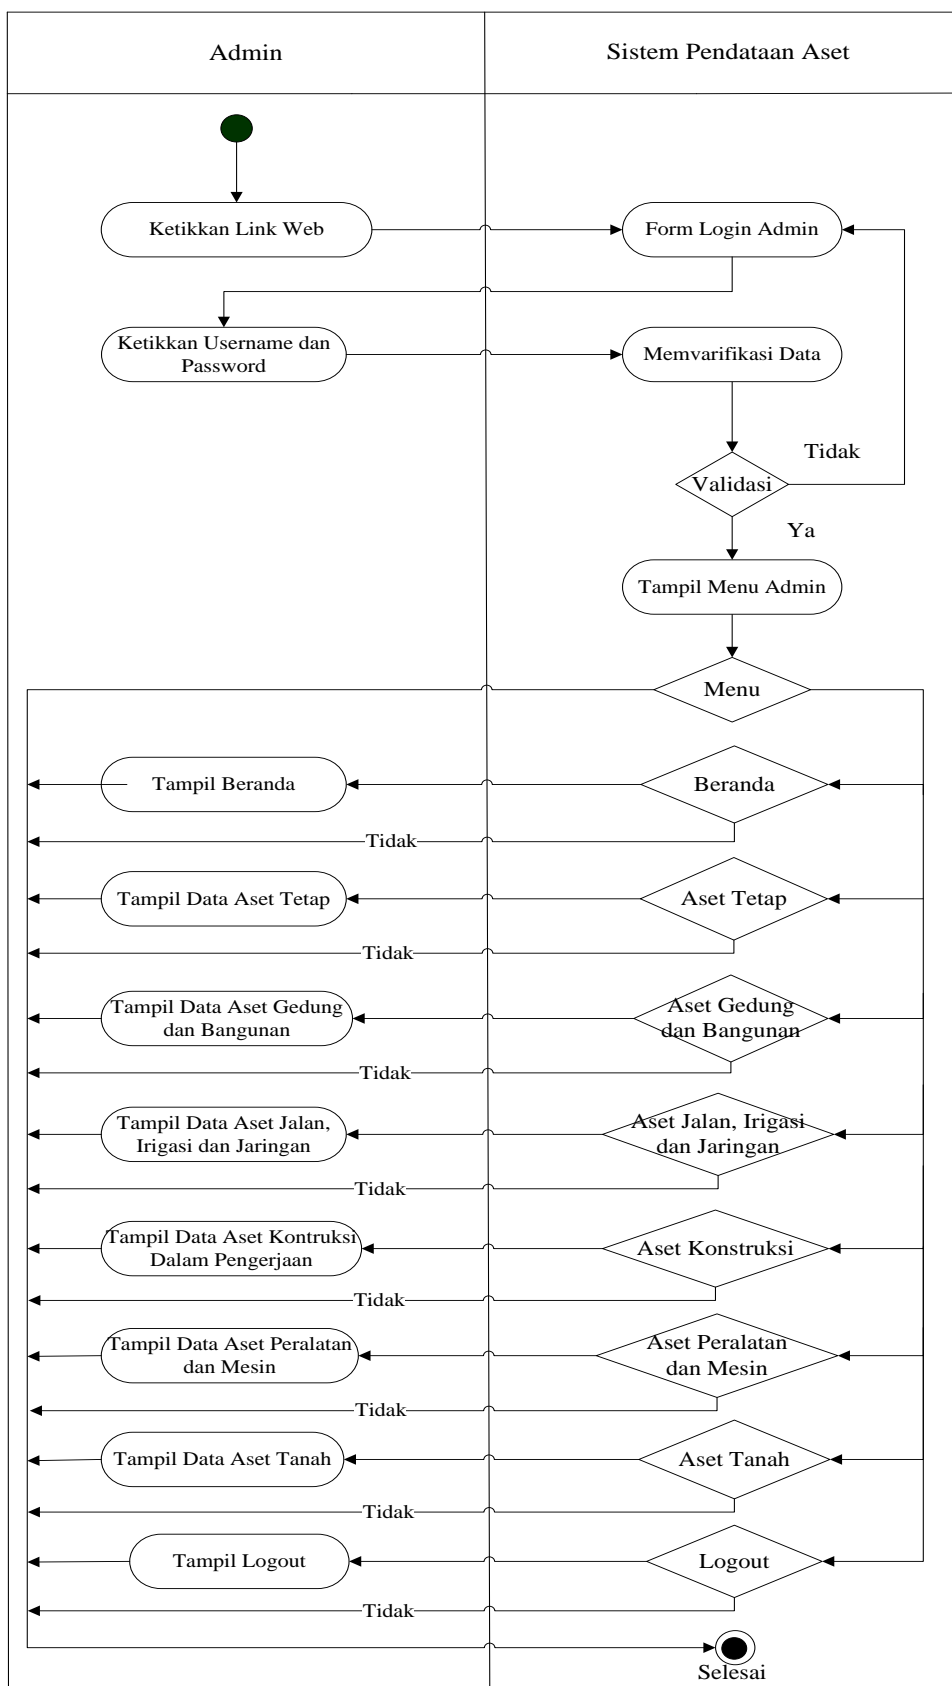 Admin
Sistem Pendataan Aset
Ketikkan Link Web
Form Login Admin
Ketikkan Username dan
Password
Memvarifikasi Data
Tidak
Validasi
Ya
Tampil Menu Admin
Menu
Tampil Beranda
Beranda
Tidak
Tampil Data Aset Tetap
Aset Tetap
Tidak
Tampil Data Aset Gedung
dan Bangunan
Aset Gedung
dan Bangunan
Tidak
Tampil Data Aset Jalan,
Irigasi dan Jaringan
Aset Jalan, Irigasi
dan Jaringan
Tidak
Tampil Data Aset Kontruksi
Dalam Pengerjaan
Aset Konstruksi
Tidak
Tampil Data Aset Peralatan
dan Mesin
Aset Peralatan
dan Mesin
Tidak
Tampil Data Aset Tanah
Aset Tanah
Tidak
Tampil Logout
Logout
Tidak
Selesai